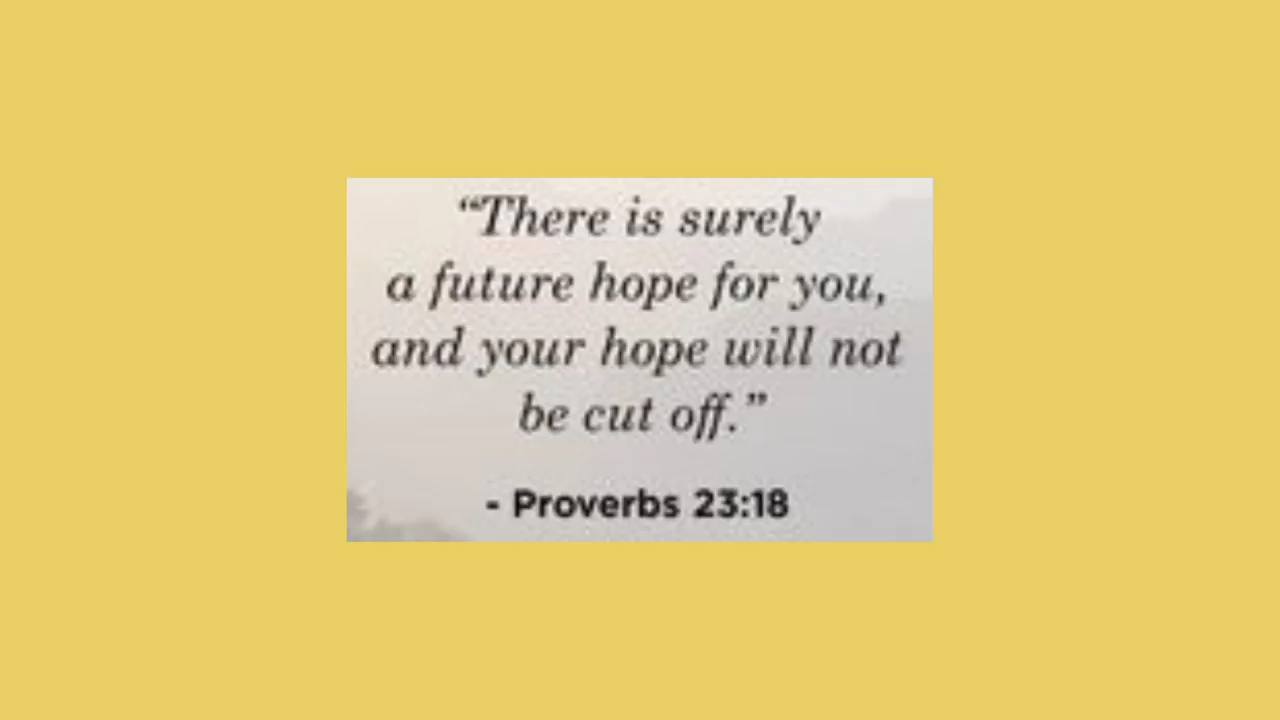 “There is surely
a future hope for you,
and your hope will not
be cut off.”
- Proverbs 23:18